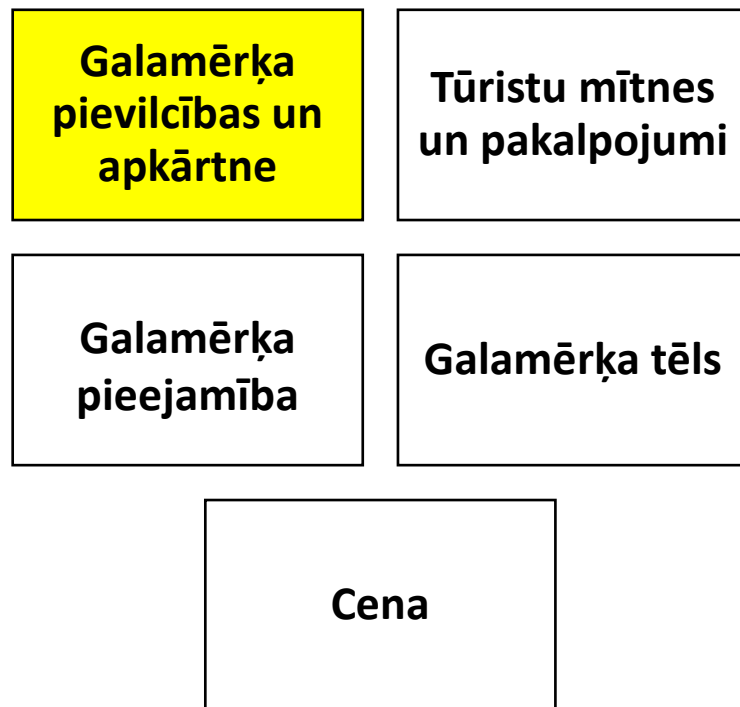 Galamērķa
pievilcības un
apkārtne
Tūristu mītnes
un pakalpojumi
Galamērķa
pieejamība
Galamērķa tēls
Cena